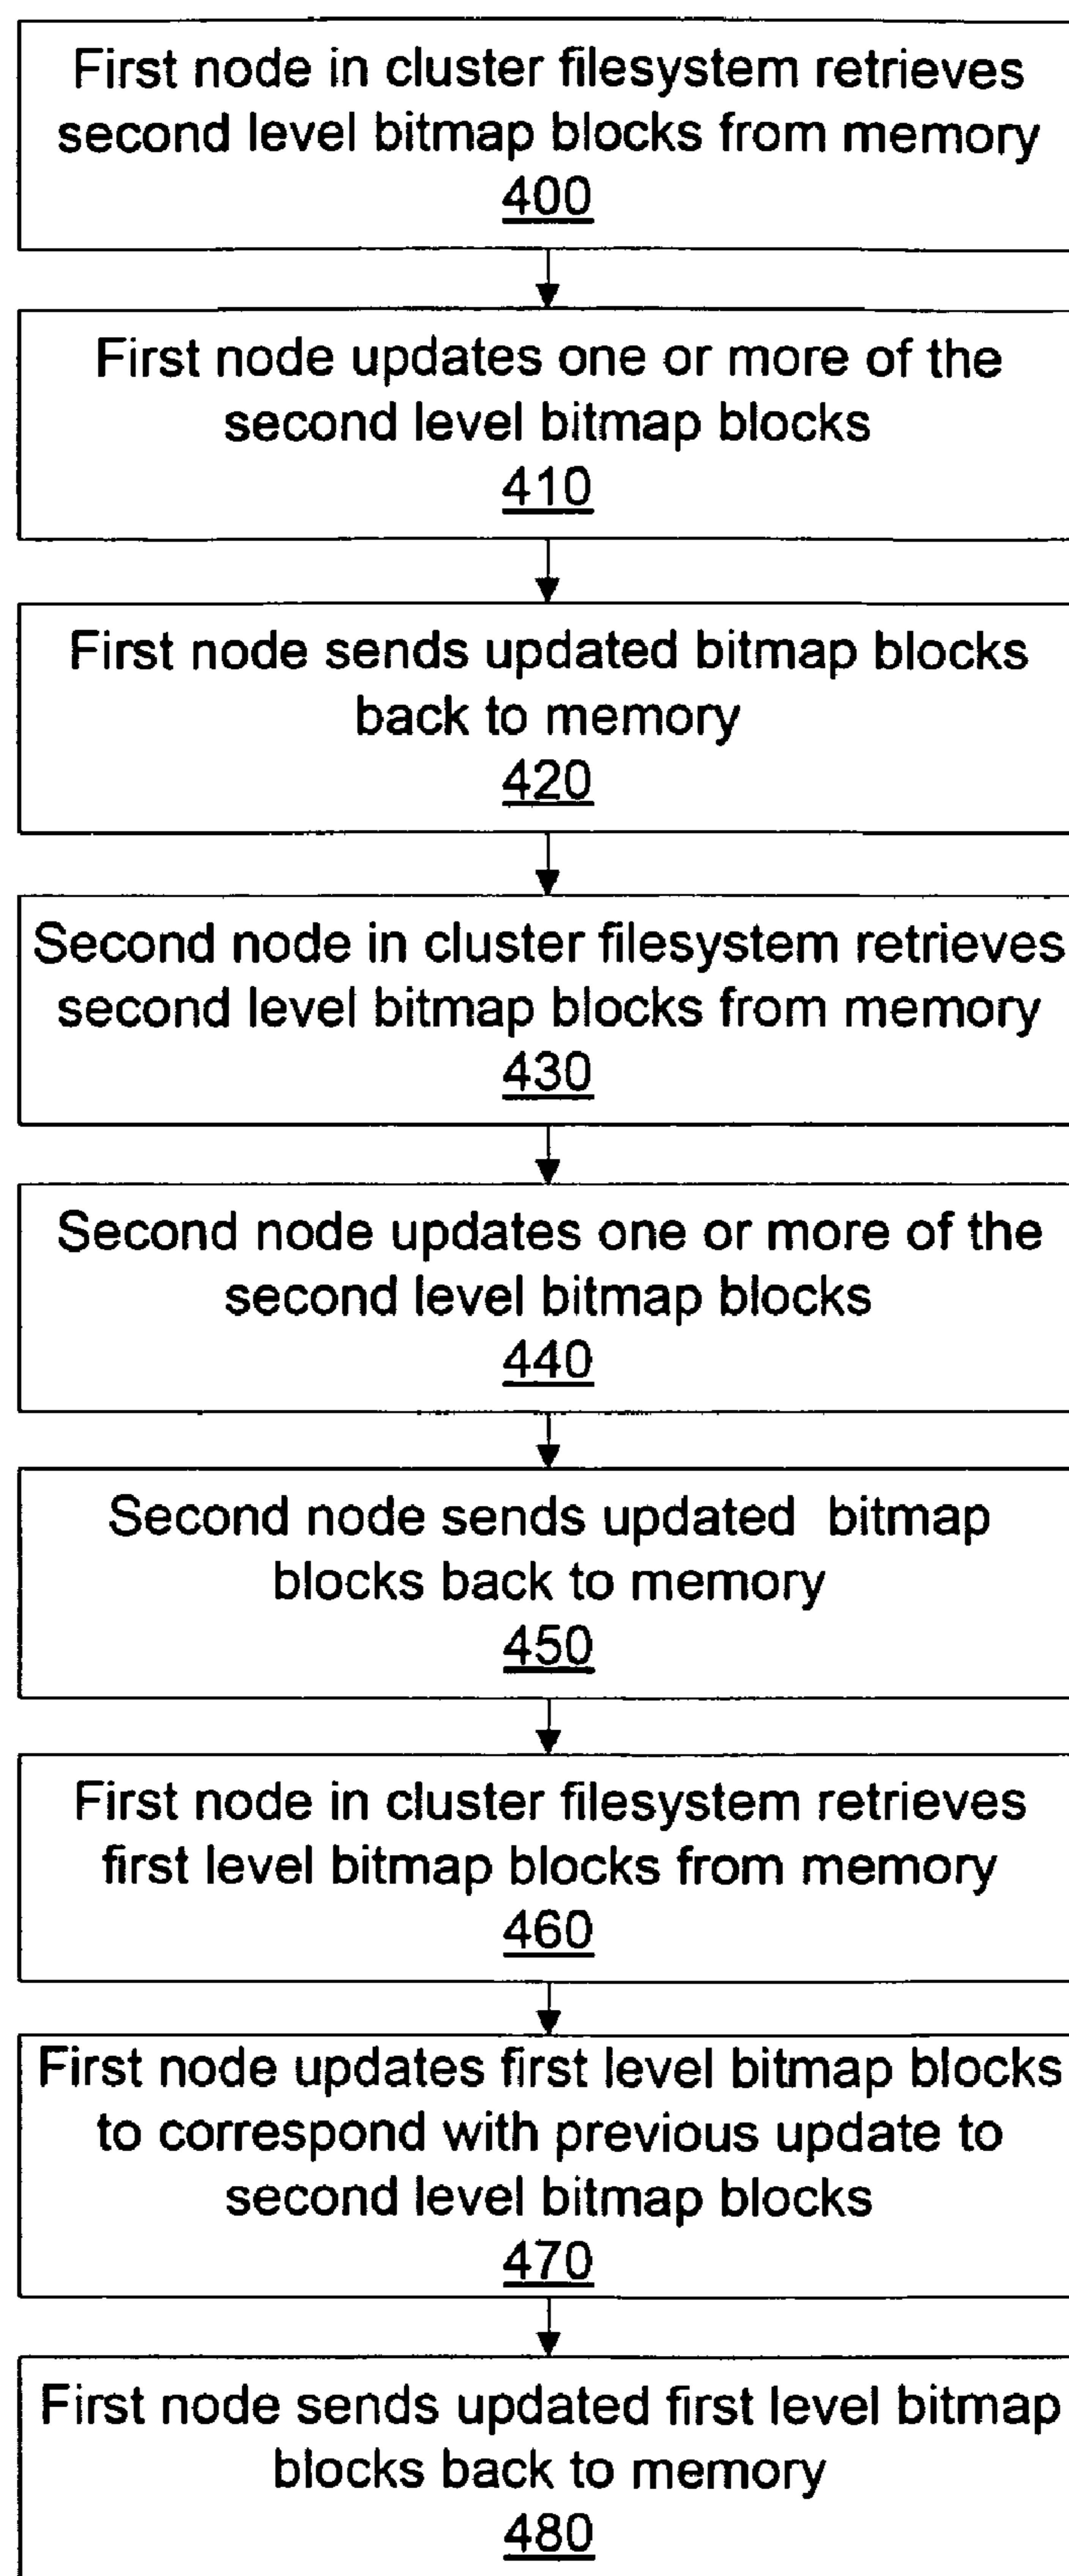 First node in cluster filesystem retrieves
second level bitmap blocks from memory
400
First node updates one or more of the
second level bitmap blocks
410
First node sends updated bitmap blocks
back to memory
420
Second node in cluster filesystem retrieves
second level bitmap blocks from memory
430
Second node updates one or more of the
second level bitmap blocks
440
Second node sends updated bitmap
blocks back to memory
450
First node in cluster filesystem retrieves
first level bitmap blocks from memory
460
First node updates first level bitmap blocks
to correspond with previous update to
second level bitmap blocks
470
First node sends updated first level bitmap
blocks back to memory
480